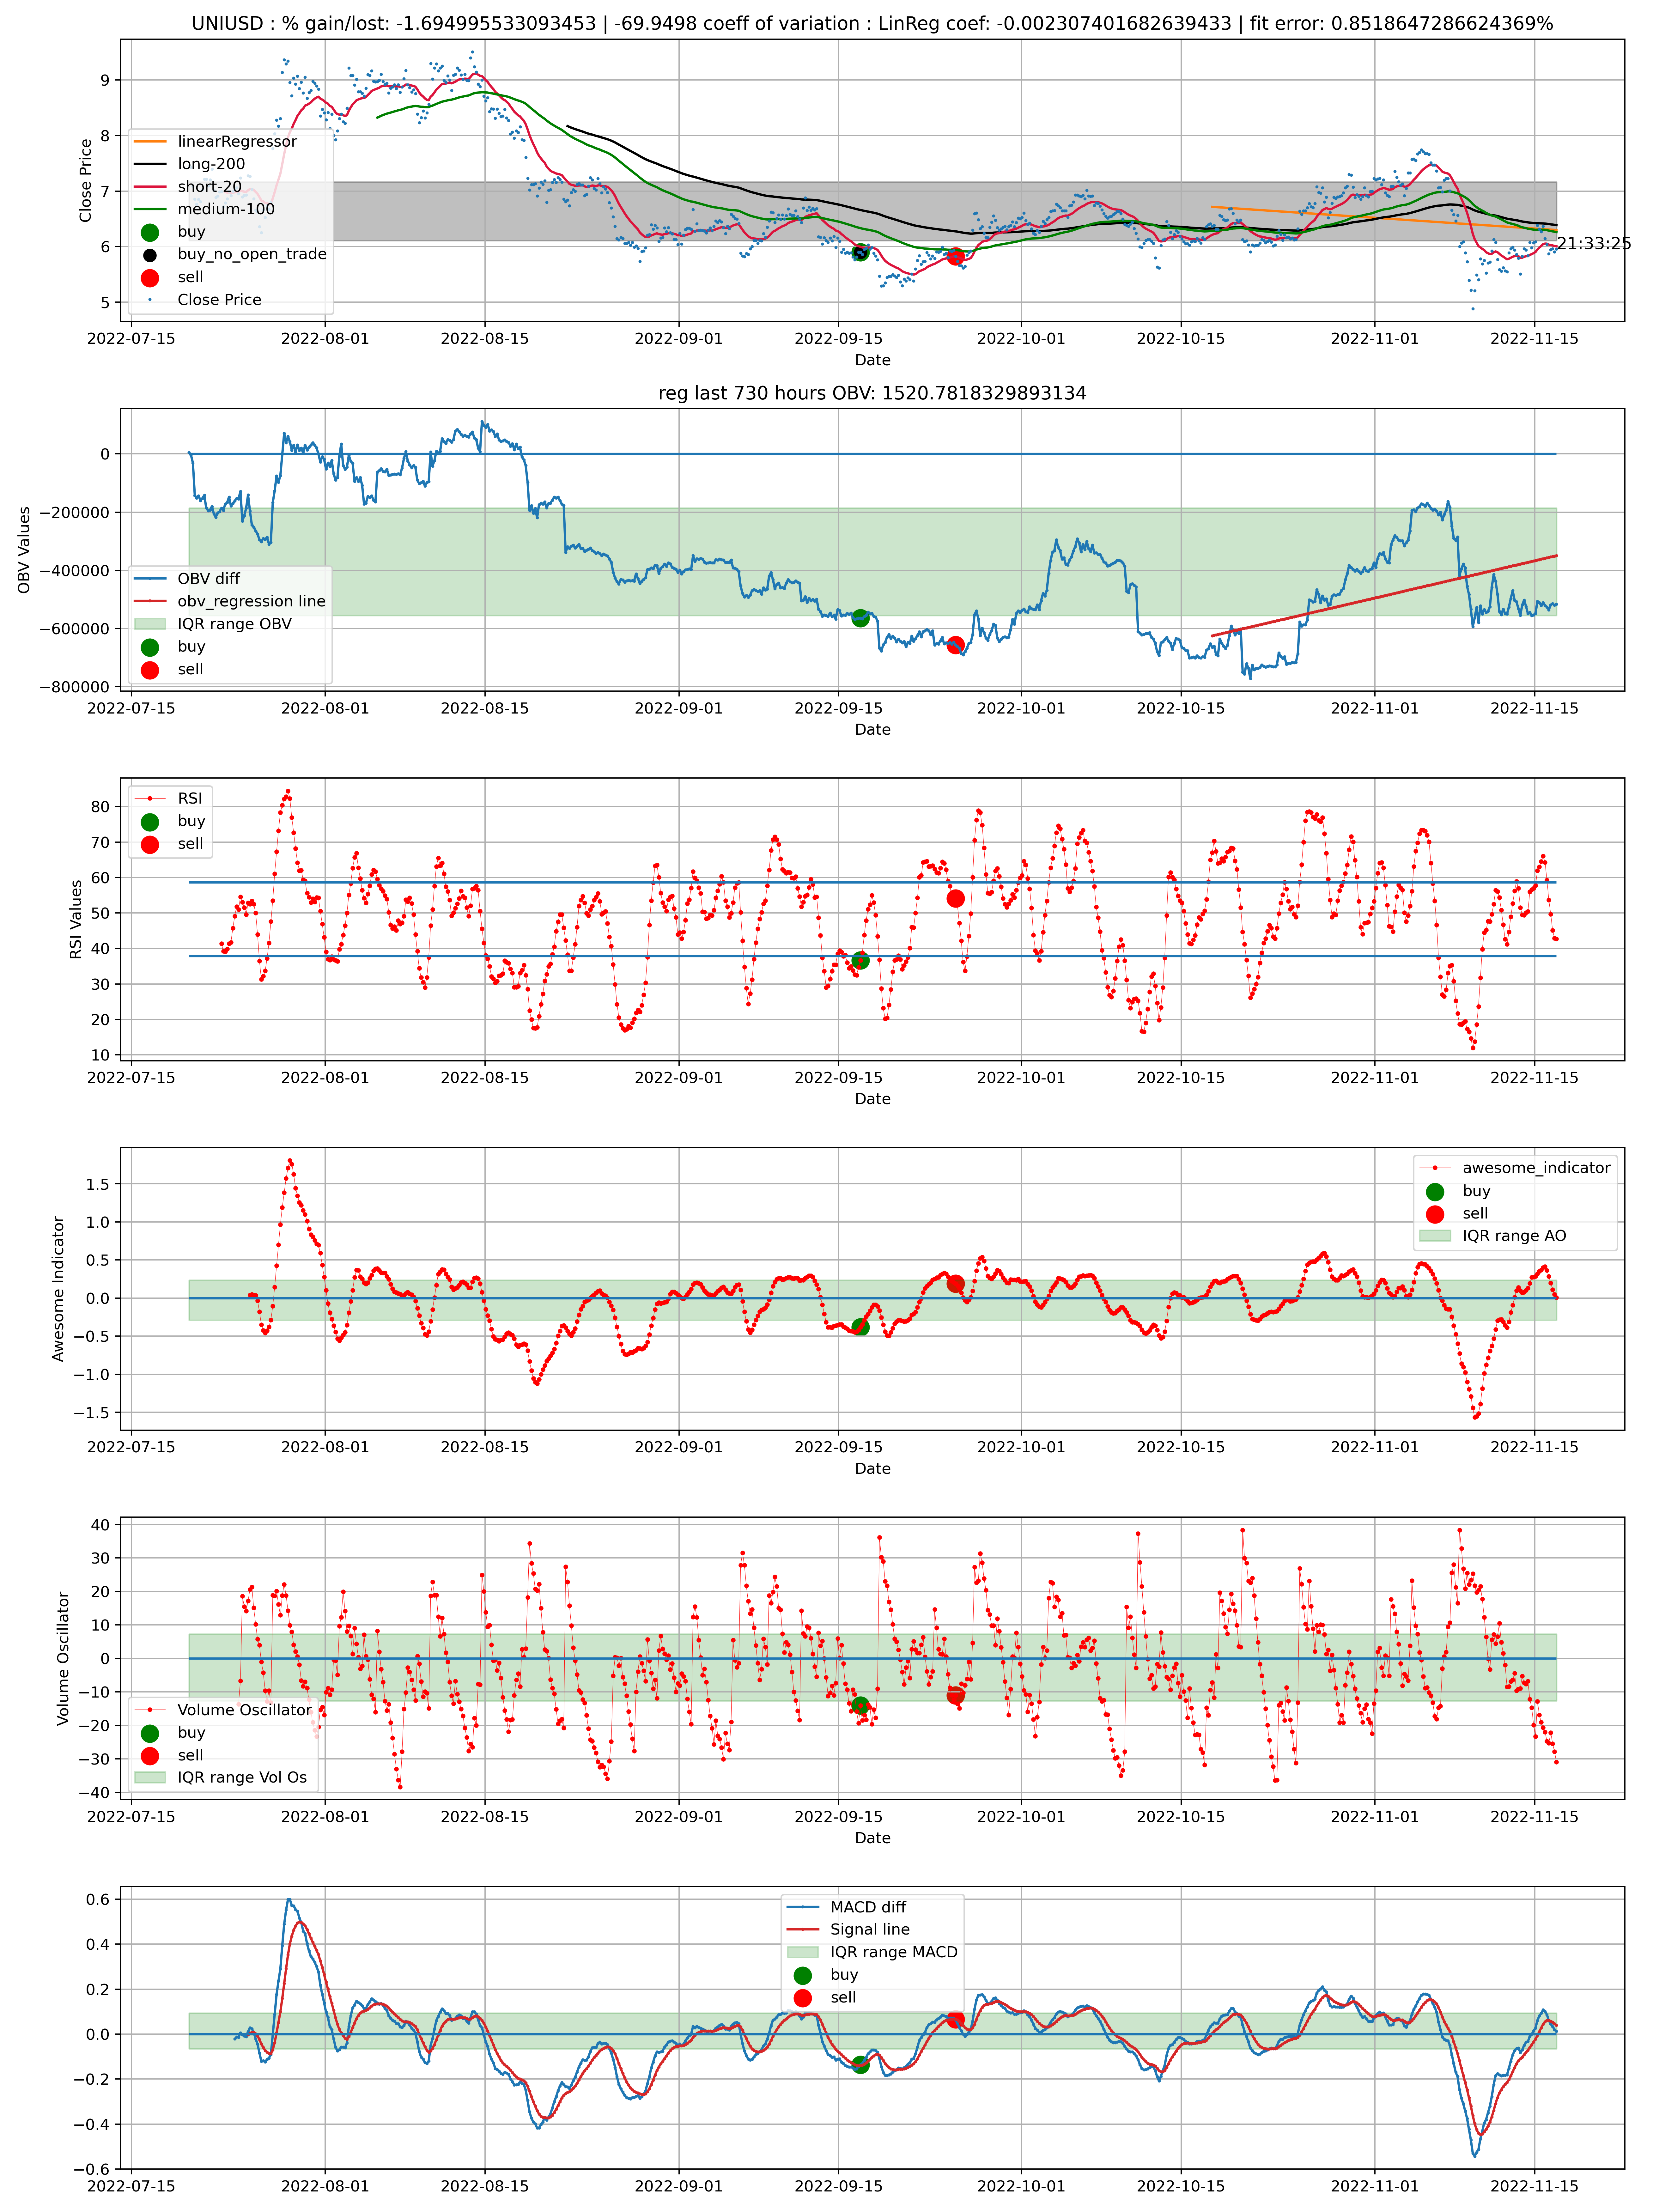 UNIUSD : % gain/lost: -1.694995533093453 | -69.9498 coeff of variation : LinReg coef: -0.002307401682639433 | fit error: 0.8518647286624369%
Close Price
9
8
7
6
5
linearRegressor
long-200
short-20
medium-100
buy
buy_no_open_trade
sell
Close Price
21:33:25
2022-07-15 2022-08-01 2022-08-15 2022-09-01 2022-09-15 2022-10-01 2022-10-15 2022-11-01 2022-11-15
Date
reg last 730 hours OBV: 1520.7818329893134
OBV Values
0
−200000
−400000
−600000
−800000
OBV diff
obv_regression line
IQR range OBV
buy
sell
2022-07-15 2022-08-01 2022-08-15 2022-09-01 2022-09-15 2022-10-01 2022-10-15 2022-11-01 2022-11-15
Date
RSI Values
80
70
60
50
40
30
20
10
RSI
buy
sell
2022-07-15 2022-08-01 2022-08-15 2022-09-01 2022-09-15 2022-10-01 2022-10-15 2022-11-01 2022-11-15
Date
Awesome Indicator
1.5
1.0
0.5
0.0
−0.5
−1.0
−1.5
awesome_indicator
buy
sell
IQR range AO
2022-07-15 2022-08-01 2022-08-15 2022-09-01 2022-09-15 2022-10-01 2022-10-15 2022-11-01 2022-11-15
Date
Volume Oscillator
40
30
20
10
0
−10
−20
−30
−40
Volume Oscillator
buy
sell
IQR range Vol Os
2022-07-15 2022-08-01 2022-08-15 2022-09-01 2022-09-15 2022-10-01 2022-10-15 2022-11-01 2022-11-15
Date
0.6
0.4
0.2
0.0
−0.2
−0.4
−0.6
MACD diff
Signal line
IQR range MACD
buy
sell
2022-07-15 2022-08-01 2022-08-15 2022-09-01 2022-09-15 2022-10-01 2022-10-15 2022-11-01 2022-11-15